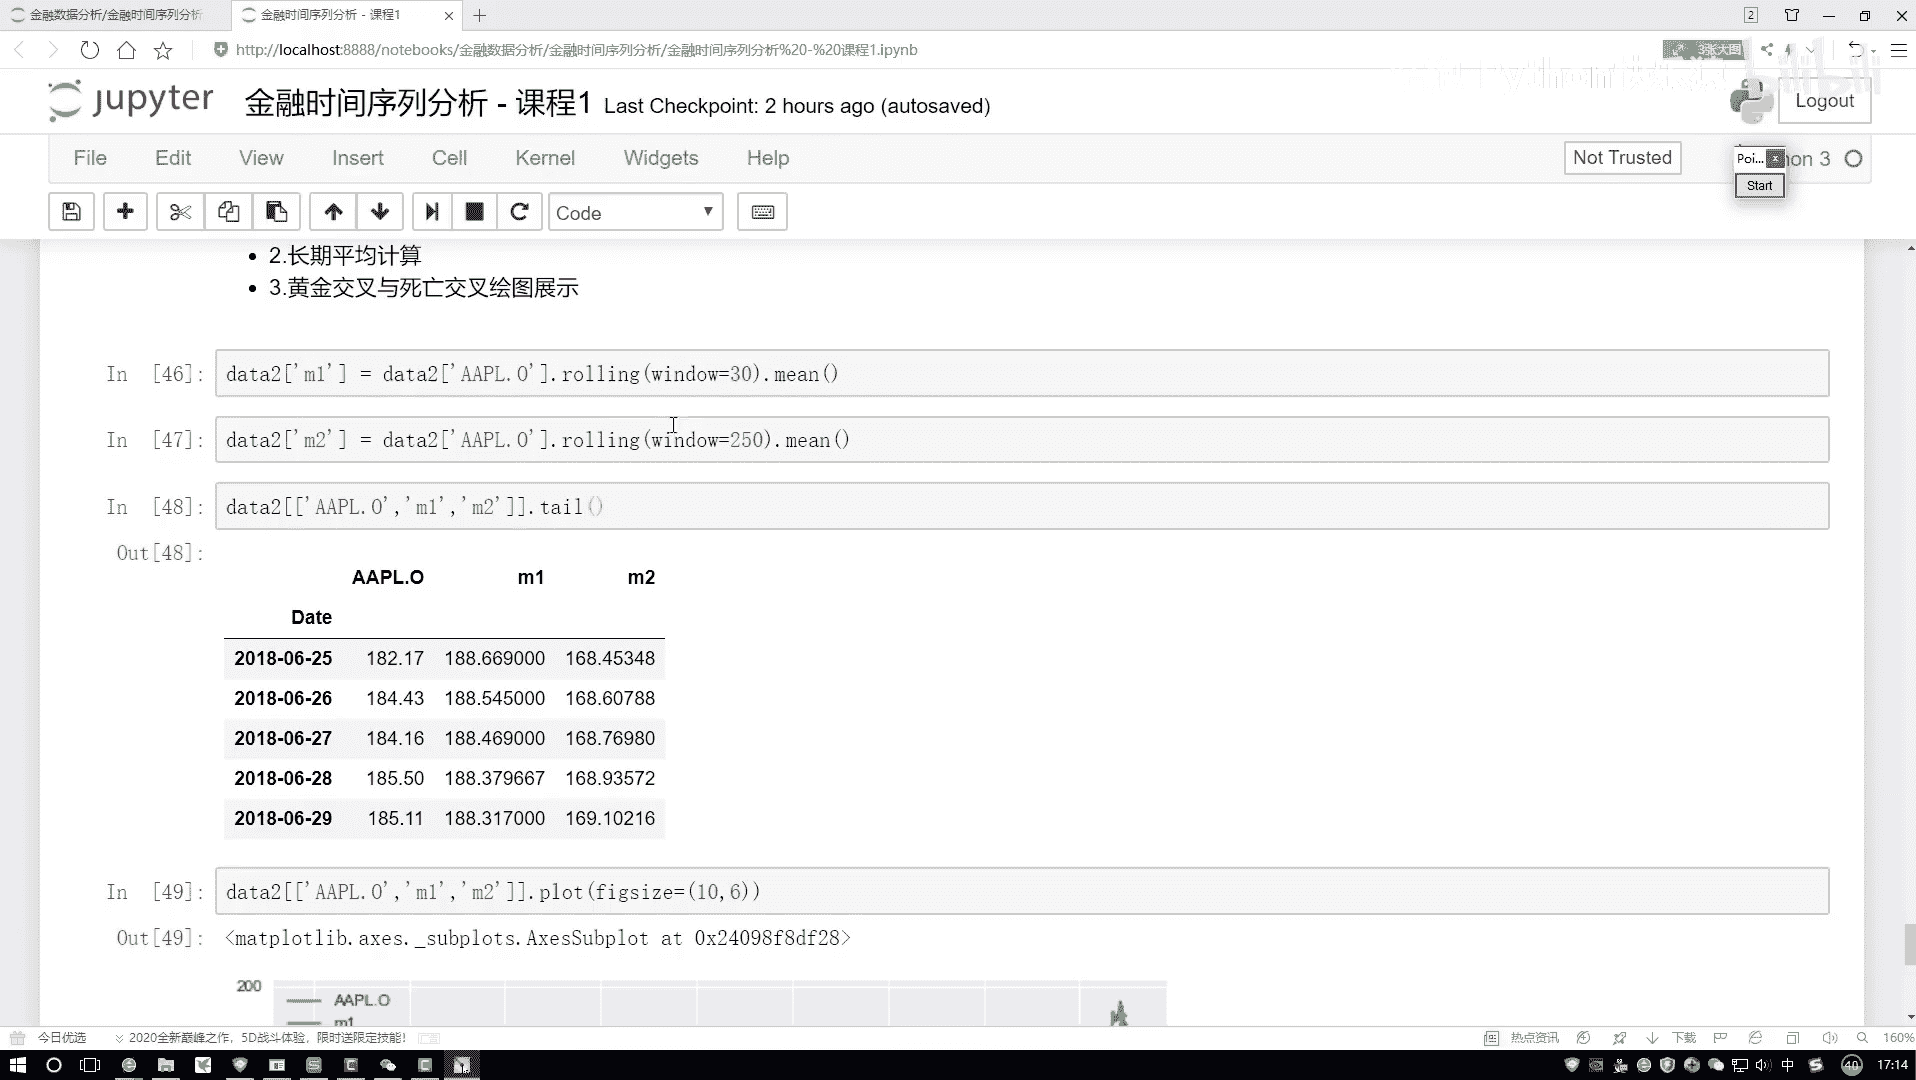 金融数据分析/金融时间序列分析
金融时间序列分析 - 课程1
2
http://localhost:8888/notebooks/金融数据分析/金融时间序列分析/金融时间序列分析%20-%20课程1.ipynb
3张大图
bilibili
jupyter 金融时间序列分析 - 课程1 Last Checkpoint: 2 hours ago (autosaved)
Logout
File Edit View Insert Cell Kernel Widgets Help
Not Trusted
Poi...
hon 3
Start
Code
• 2.长期平均计算
• 3.黄金交叉与死亡交叉绘图展示
In [46]: data2['m1'] = data2['AAPL.O'].rolling(window=30).mean()
In [47]: data2['m2'] = data2['AAPL.O'].rolling(window=250).mean()
In [48]: data2[['AAPL.O','m1','m2']].tail()
Out[48]:
AAPL.O m1 m2
Date
2018-06-25 182.17 188.669000 168.45348
2018-06-26 184.43 188.545000 168.60788
2018-06-27 184.16 188.469000 168.76980
2018-06-28 185.50 188.379667 168.93572
2018-06-29 185.11 188.317000 169.10216
In [49]: data2[['AAPL.O','m1','m2']].plot(figsize=(10,6))
Out[49]: <matplotlib.axes._subplots.AxesSubplot at 0x24098f8df28>
200
AAPL.O
m1
今日优选
2020全新巅峰之作，5D战斗体验，限时送限定技能!
热点资讯
下载
160%
中
40
17:14